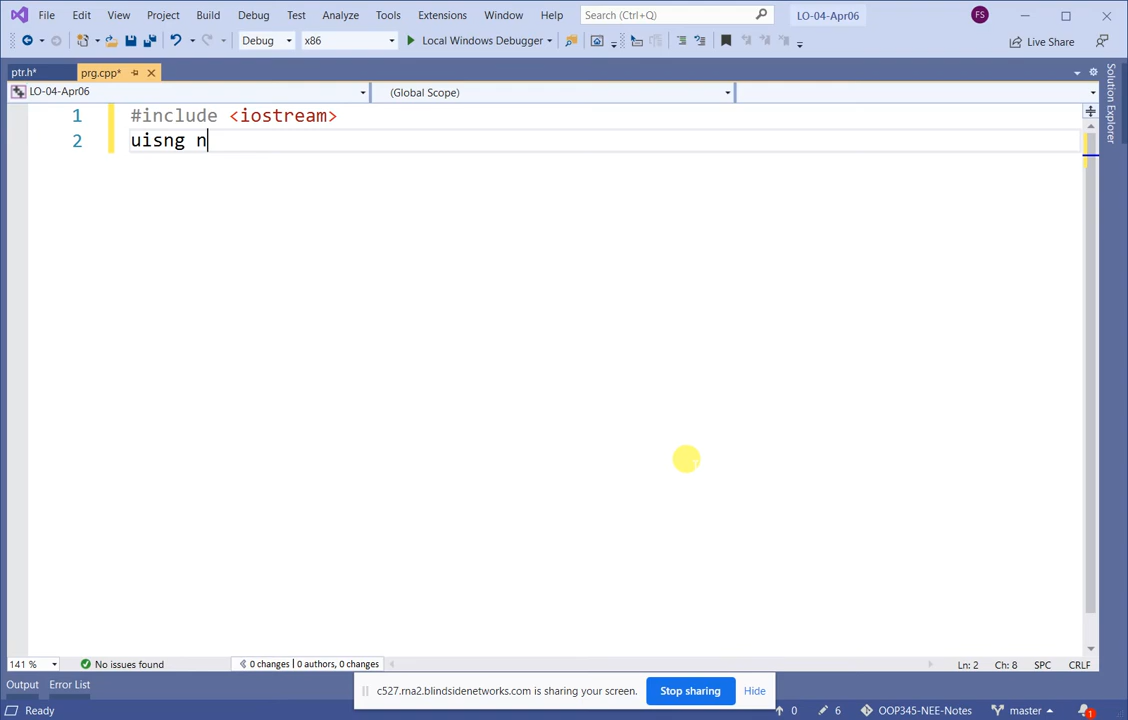 File Edit View Project Build Debug Test Analyze Tools Extensions Window Help Search (Ctrl+Q) LO-04-Apr06 FS
Debug x86 Local Windows Debugger Live Share
ptr.h* prg.cpp*
LO-04-Apr06 (Global Scope)
Solution Explorer
1 #include <iostream>
2 uisng n
141 % No issues found 0 changes | 0 authors, 0 changes Ln: 2 Ch: 8 SPC CRLF
Output Error List
c527.rna2.blindsidenetworks.com is sharing your screen. Stop sharing Hide
Ready 0 6 OOP345-NEE-Notes master 1